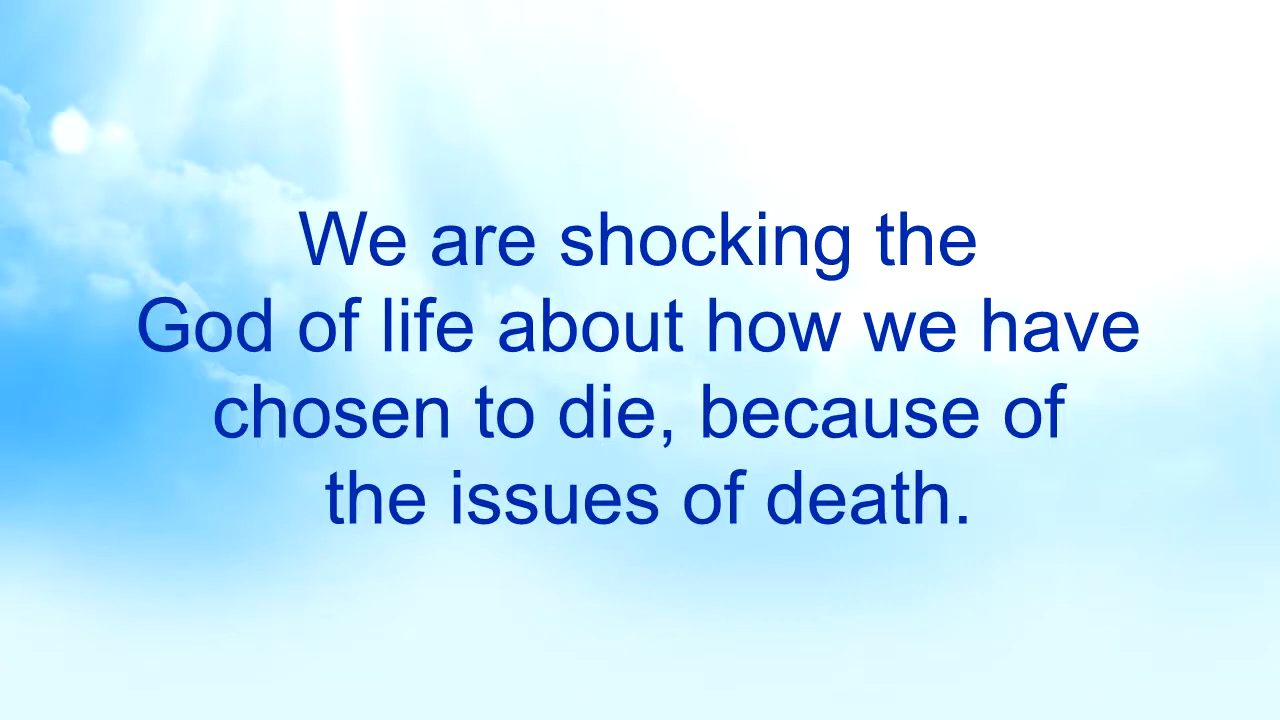 We are shocking the
God of life about how we have
chosen to die, because of
the issues of death.